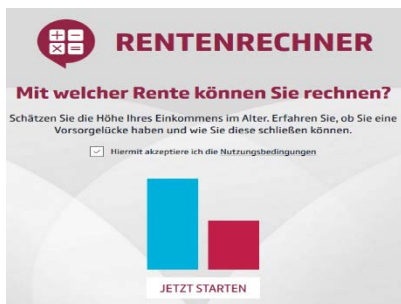 RENTENRECHNER
Mit welcher Rente können Sie rechnen?
Schätzen Sie die Höhe Ihres Einkommens im Alter. Erfahren Sie, ob Sie eine
Vorsorgelücke haben und wie Sie diese schließen können.
Hiermit akzeptiere ich die Nutzungsbedingungen
JETZT STARTEN